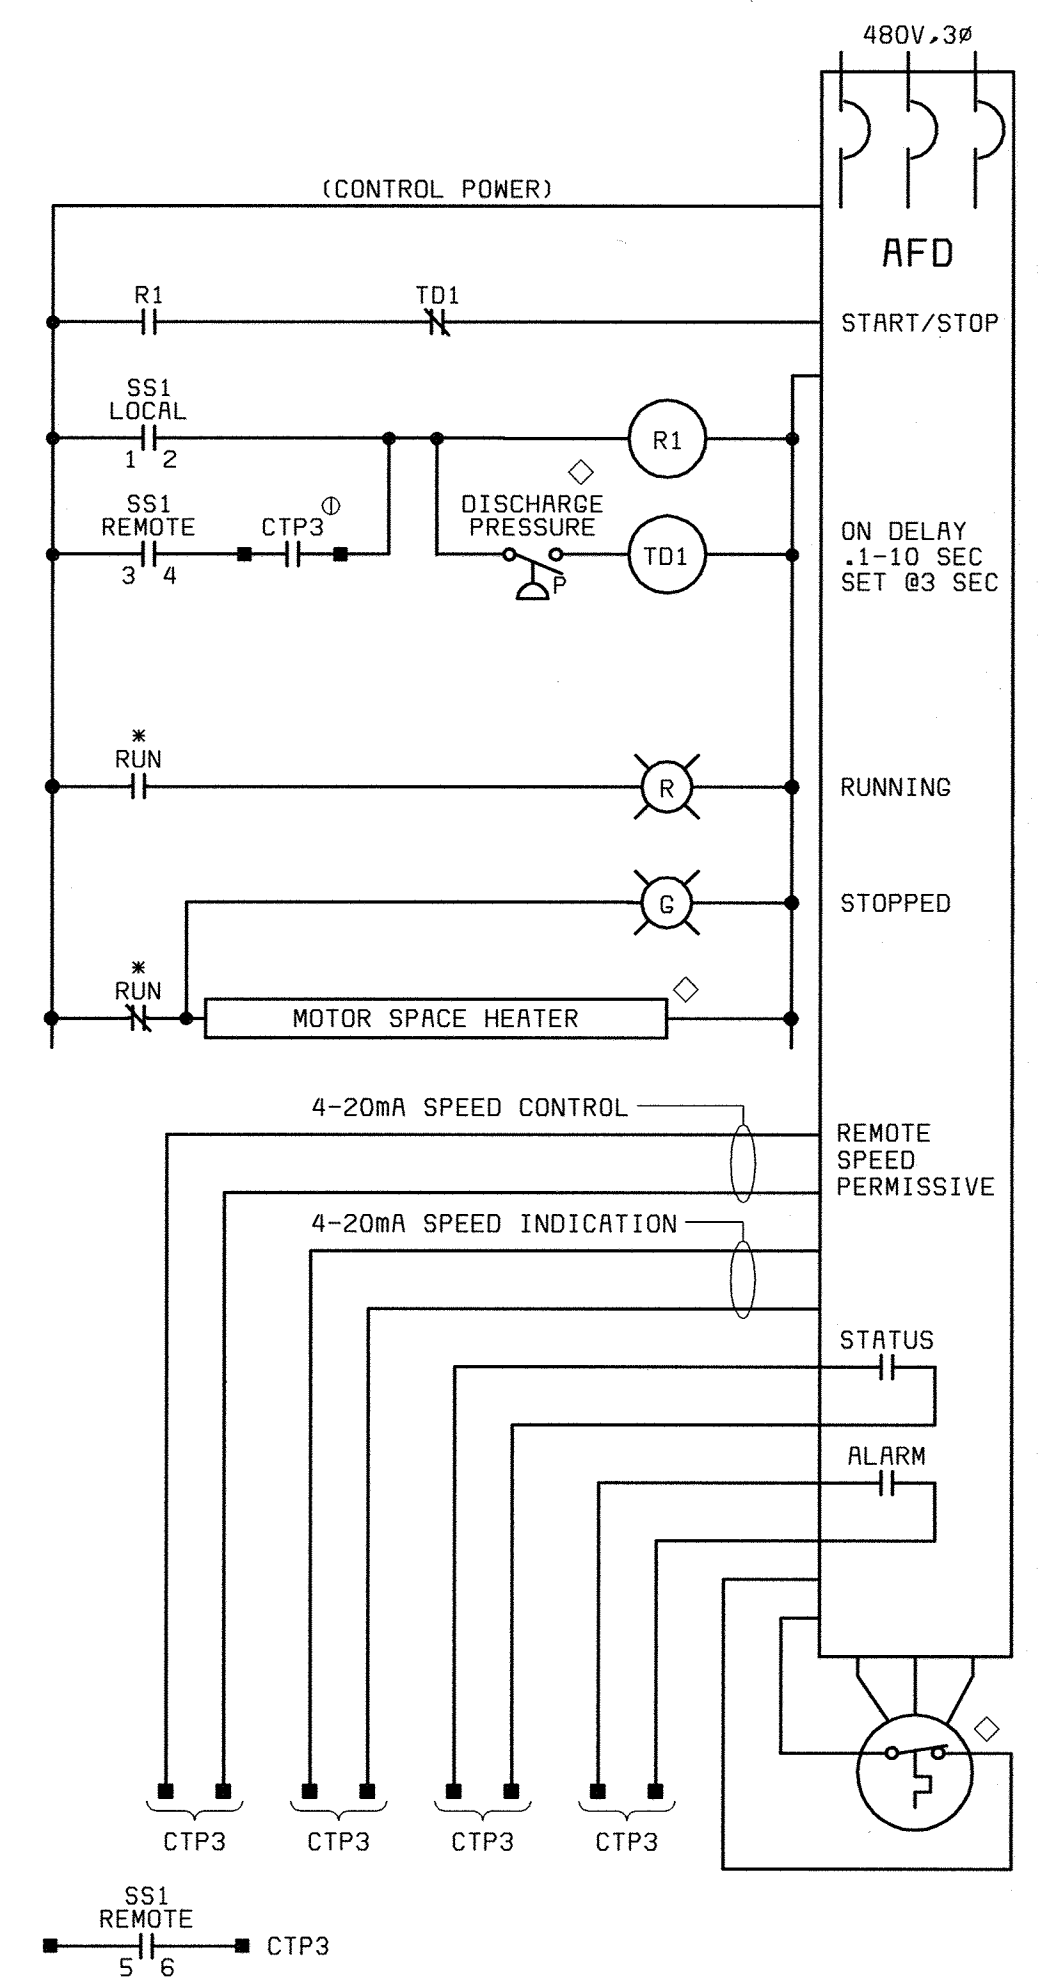 480V,3Ø
(CONTROL POWER)
AFD
R1
TD1
START/STOP
SS1
LOCAL
1 2
R1
SS1
REMOTE
3 4
CTP3
DISCHARGE
PRESSURE
P
TD1
ON DELAY
.1-10 SEC
SET @3 SEC
*
RUN
R
RUNNING
G
STOPPED
*
RUN
MOTOR SPACE HEATER
4-20mA SPEED CONTROL
REMOTE
SPEED
PERMISSIVE
4-20mA SPEED INDICATION
STATUS
ALARM
CTP3
CTP3
CTP3
CTP3
SS1
REMOTE
5 6
CTP3